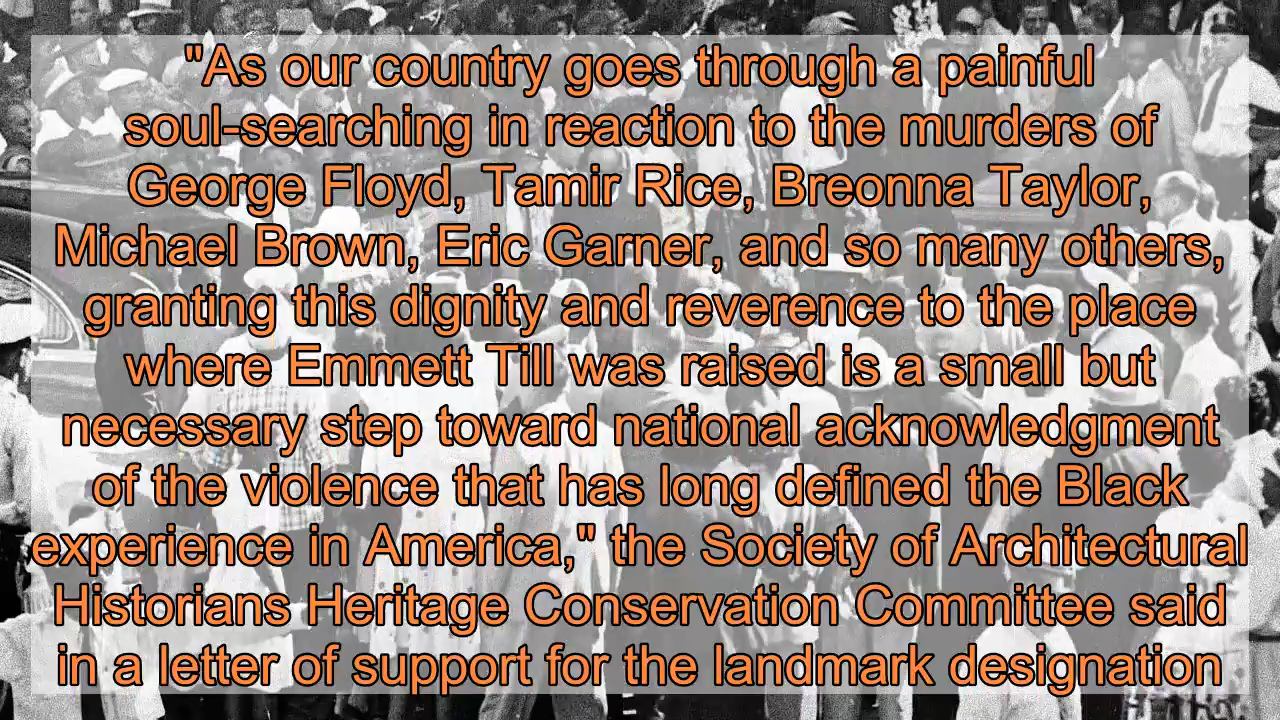 "As our country goes through a painful
soul-searching in reaction to the murders of
George Floyd, Tamir Rice, Breonna Taylor,
Michael Brown, Eric Garner, and so many others,
granting this dignity and reverence to the place
where Emmett Till was raised is a small but
necessary step toward national acknowledgment
of the violence that has long defined the Black
experience in America," the Society of Architectural
Historians Heritage Conservation Committee said
in a letter of support for the landmark designation